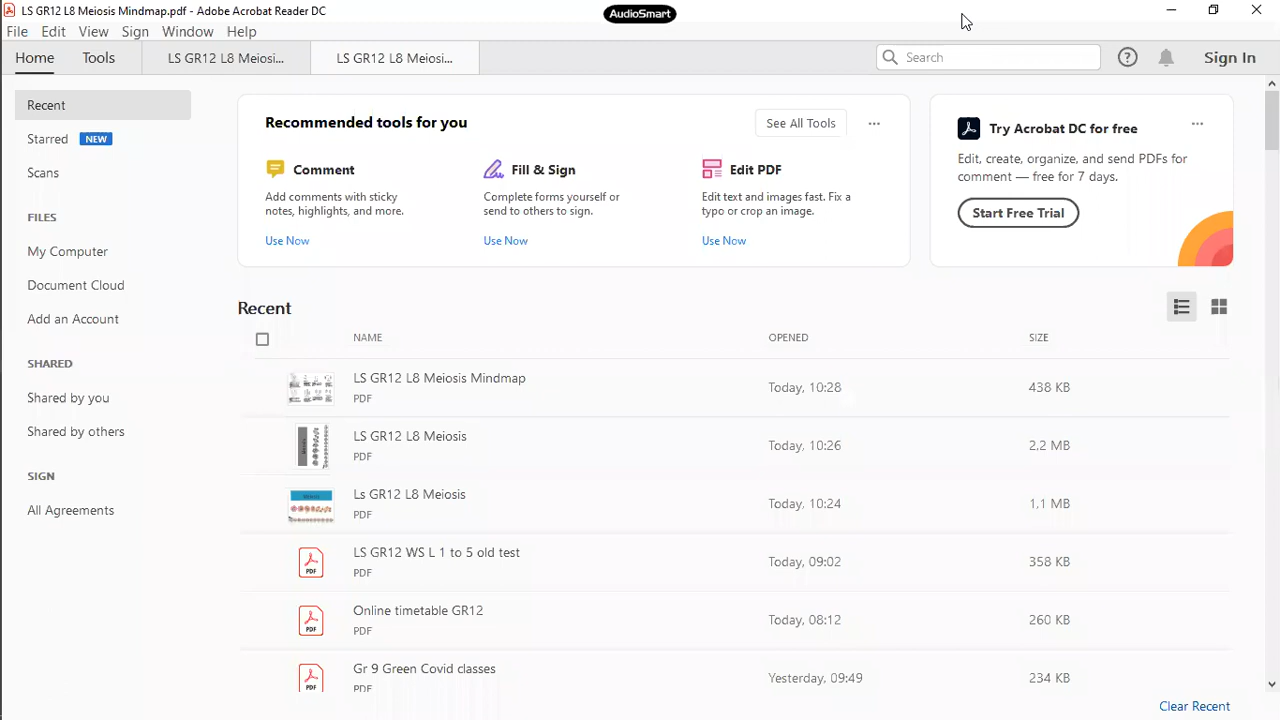 LS GR12 L8 Meiosis Mindmap.pdf - Adobe Acrobat Reader DC
AudioSmart
File Edit View Sign Window Help
Home Tools LS GR12 L8 Meiosi... LS GR12 L8 Meiosi... Search Sign In
Recent
Starred NEW
Scans
FILES
My Computer
Document Cloud
Add an Account
SHARED
Shared by you
Shared by others
SIGN
All Agreements
Recommended tools for you
See All Tools
Comment
Add comments with sticky
notes, highlights, and more.
Use Now
Fill & Sign
Complete forms yourself or
send to others to sign.
Use Now
Edit PDF
Edit text and images fast. Fix a
typo or crop an image.
Use Now
Try Acrobat DC for free
Edit, create, organize, and send PDFs for
comment — free for 7 days.
Start Free Trial
Recent
NAME OPENED SIZE
LS GR12 L8 Meiosis Mindmap
PDF
Today, 10:28 438 KB
LS GR12 L8 Meiosis
PDF
Today, 10:26 2,2 MB
Ls GR12 L8 Meiosis
PDF
Today, 10:24 1,1 MB
PDF
LS GR12 WS L 1 to 5 old test
PDF
Today, 09:02 358 KB
PDF
Online timetable GR12
PDF
Today, 08:12 260 KB
PDF
Gr 9 Green Covid classes
PDF
Yesterday, 09:49 234 KB
Clear Recent